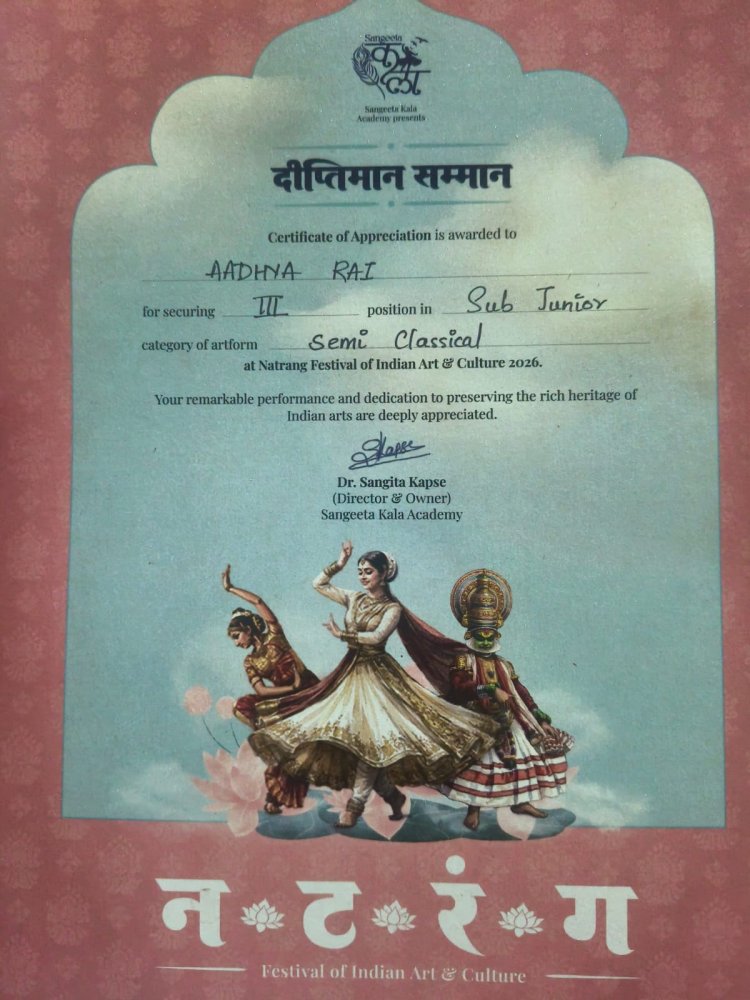 Sangeeta
कला
Sangeeta Kala
Academy presents
दीप्तिमान सम्मान
Certificate of Appreciation is awarded to
AADHYA RAI
for securing III position in Sub Junior
category of artform Semi Classical
at Natrang Festival of Indian Art & Culture 2026.
Your remarkable performance and dedication to preserving the rich heritage of
Indian arts are deeply appreciated.
SKapse
Dr. Sangita Kapse
(Director & Owner)
Sangeeta Kala Academy
न ट रं ग
Festival of Indian Art & Culture